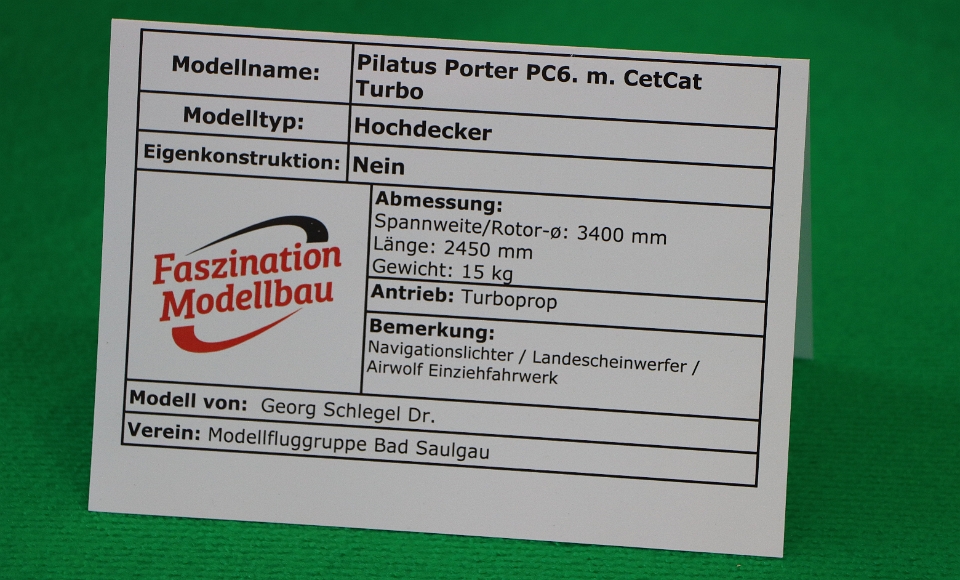 Modellname: Pilatus Porter PC6. m. CetCat
Turbo
Modelltyp: Hochdecker
Eigenkonstruktion: Nein
Faszination
Modellbau
Abmessung:
Spannweite/Rotor-ø: 3400 mm
Länge: 2450 mm
Gewicht: 15 kg
Antrieb: Turboprop
Bemerkung:
Navigationslichter / Landescheinwerfer /
Airwolf Einziehfahrwerk
Modell von: Georg Schlegel Dr.
Verein: Modellfluggruppe Bad Saulgau